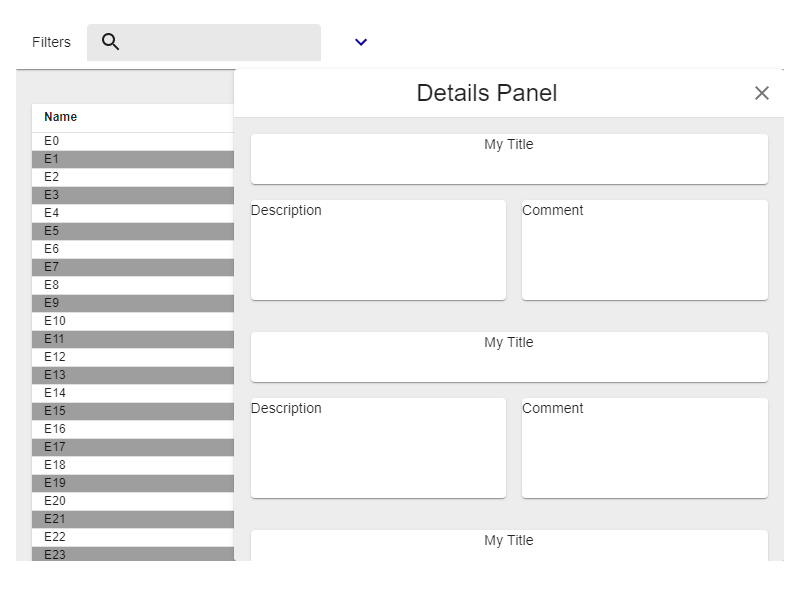 Filters
Details Panel
Name
E0
E1
E2
E3
E4
E5
E6
E7
E8
E9
E10
E11
E12
E13
E14
E15
E16
E17
E18
E19
E20
E21
E22
E23
My Title
Description
Comment
My Title
Description
Comment
My Title